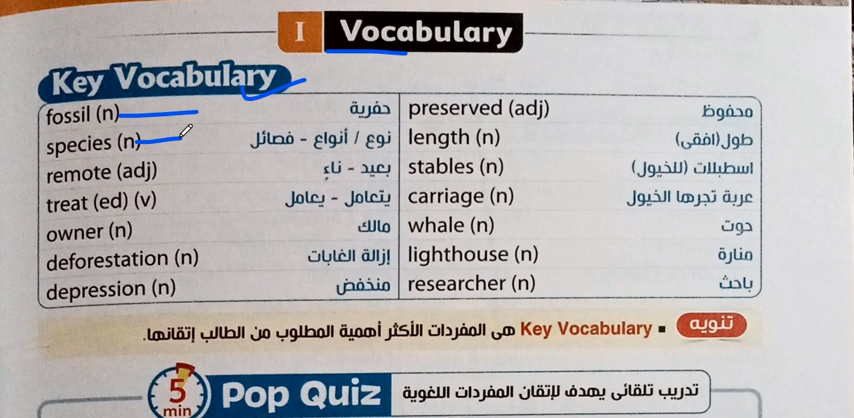 I Vocabulary
Key Vocabulary
fossil (n) حفرية
species (n) نوع / أنواع - فصائل
remote (adj) بعيد - ناءٍ
treat (ed) (v) يتعامل - يعامل
owner (n) مالك
deforestation (n) إزالة الغابات
depression (n) منخفض
preserved (adj) محفوظ
length (n) طول(افقى)
stables (n) اسطبلات (للخيول)
carriage (n) عربة تجرها الخيول
whale (n) حوت
lighthouse (n) منارة
researcher (n) باحث
تنويه ▪ Key Vocabulary هى المفردات الأكثر أهمية المطلوب من الطالب إتقانها.
5 min Pop Quiz تدريب تلقائى يهدف لإتقان المفردات اللغوية